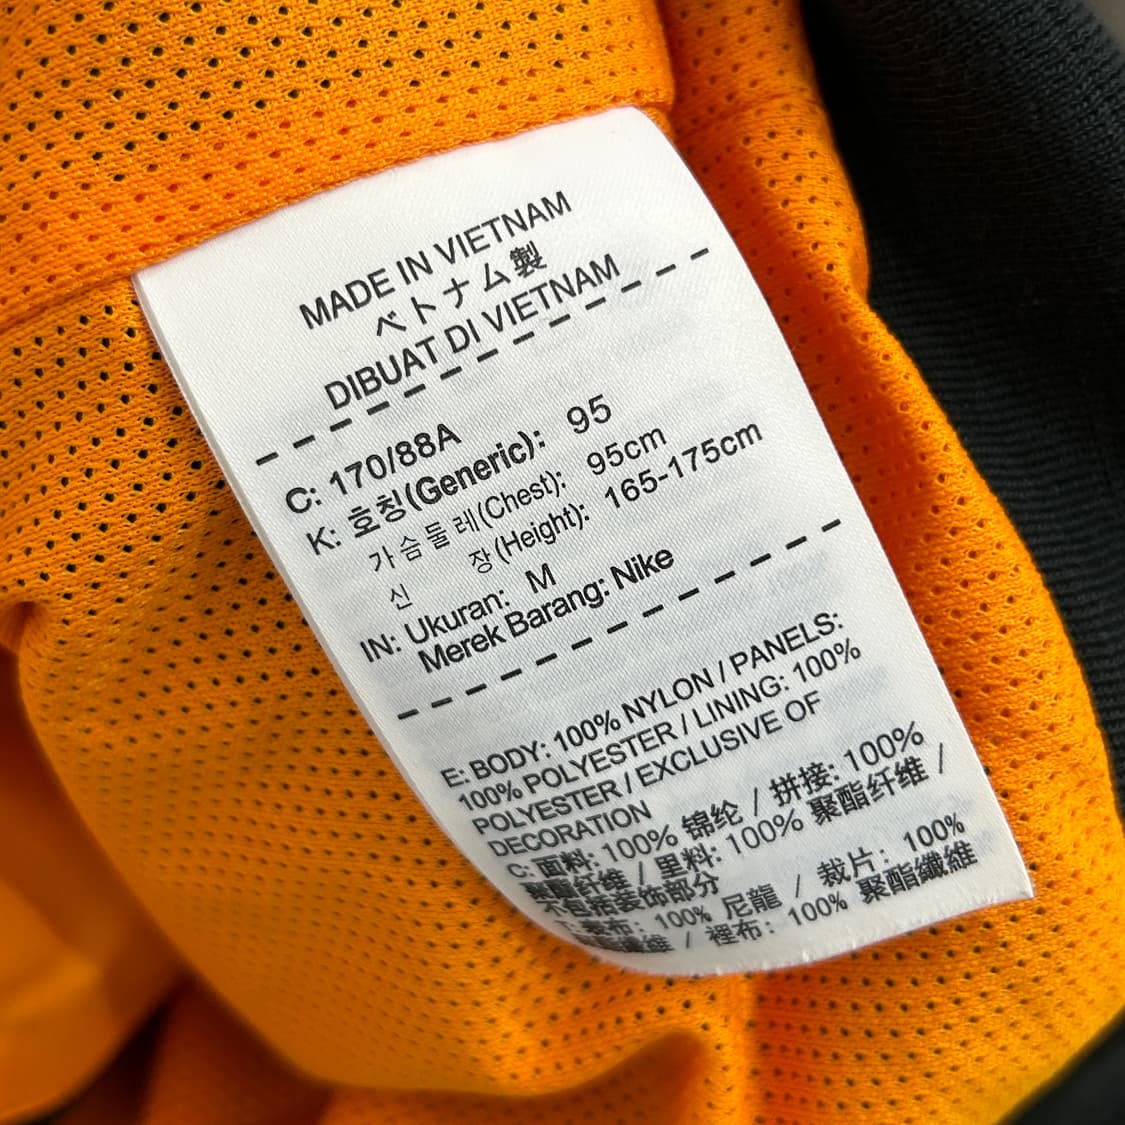 MADE IN VIETNAM
ベトナム製
DIBUAT DI VIETNAM
C: 170/88A
K: 호칭(Generic): 95
가슴둘레(Chest): 95cm
신 장(Height): 165-175cm
IN: Ukuran: M
Merek Barang: Nike
E: BODY: 100% NYLON / PANELS:
100% POLYESTER / LINING: 100%
POLYESTER / EXCLUSIVE OF
DECORATION
C: 面料: 100% 锦纶 / 拼接: 100%
聚酯纤维 / 里料: 100% 聚酯纤维 /
不包括装饰部分
表布: 100% 尼龍 / 裁片: 100%
纖維 / 裡布: 100% 聚酯纖維